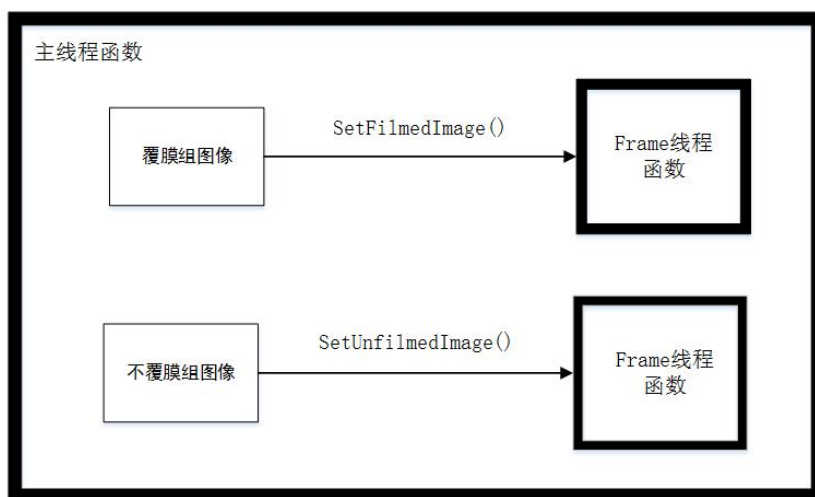 主线程函数
覆膜组图像
SetFilmedImage()
Frame线程
函数
不覆膜组图像
SetUnfilmedImage()
Frame线程
函数